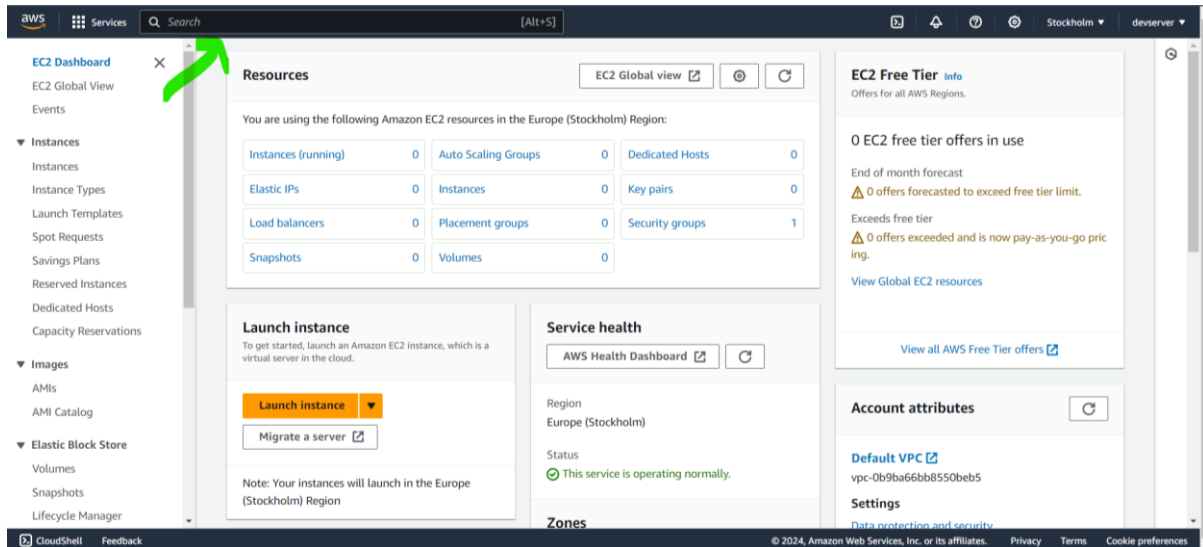 aws
Services
Search
[Alt+S]
Stockholm
devserver
EC2 Dashboard
EC2 Global View
Events
Instances
Instances
Instance Types
Launch Templates
Spot Requests
Savings Plans
Reserved Instances
Dedicated Hosts
Capacity Reservations
Images
AMIs
AMI Catalog
Elastic Block Store
Volumes
Snapshots
Lifecycle Manager
Resources
EC2 Global view
You are using the following Amazon EC2 resources in the Europe (Stockholm) Region:
Instances (running) 0
Auto Scaling Groups 0
Dedicated Hosts 0
Elastic IPs 0
Instances 0
Key pairs 0
Load balancers 0
Placement groups 0
Security groups 1
Snapshots 0
Volumes 0
Launch instance
To get started, launch an Amazon EC2 instance, which is a
virtual server in the cloud.
Launch instance
Migrate a server
Note: Your instances will launch in the Europe
(Stockholm) Region
Service health
AWS Health Dashboard
Region
Europe (Stockholm)
Status
This service is operating normally.
Zones
EC2 Free Tier Info
Offers for all AWS Regions.
0 EC2 free tier offers in use
End of month forecast
0 offers forecasted to exceed free tier limit.
Exceeds free tier
0 offers exceeded and is now pay-as-you-go pric
ing.
View Global EC2 resources
View all AWS Free Tier offers
Account attributes
Default VPC
vpc-0b9ba66bb8550beb5
Settings
Data protection and security
CloudShell
Feedback
© 2024, Amazon Web Services, Inc. or its affiliates.
Privacy
Terms
Cookie preferences